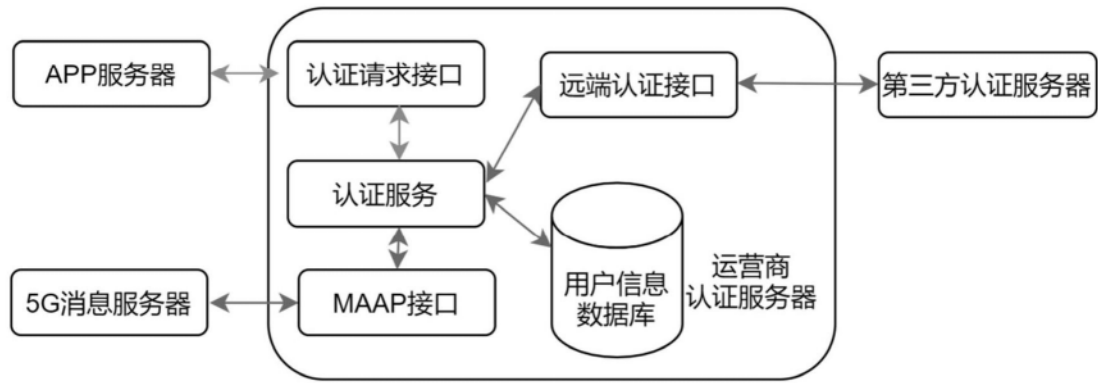 APP服务器
认证请求接口
远端认证接口
第三方认证服务器
认证服务
用户信息
数据库
运营商
认证服务器
5G消息服务器
MAAP接口